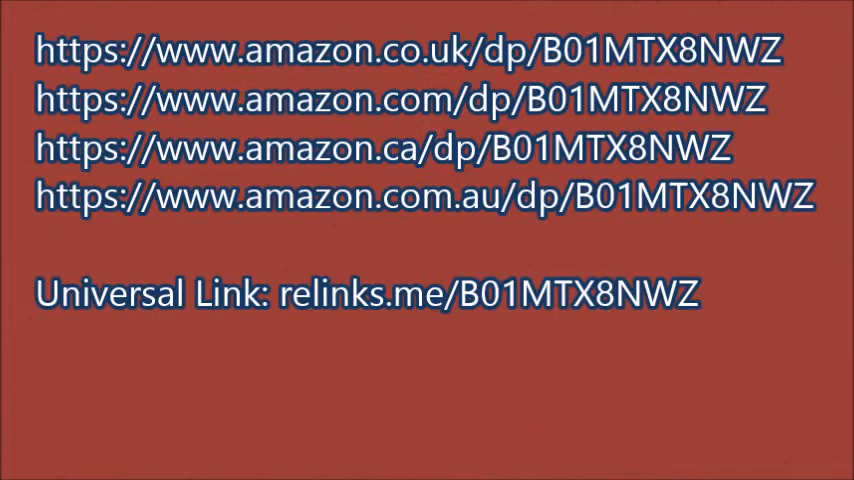 https://www.amazon.co.uk/dp/B01MTX8NWZ
https://www.amazon.com/dp/B01MTX8NWZ
https://www.amazon.ca/dp/B01MTX8NWZ
https://www.amazon.com.au/dp/B01MTX8NWZ
Universal Link: relinks.me/B01MTX8NWZ